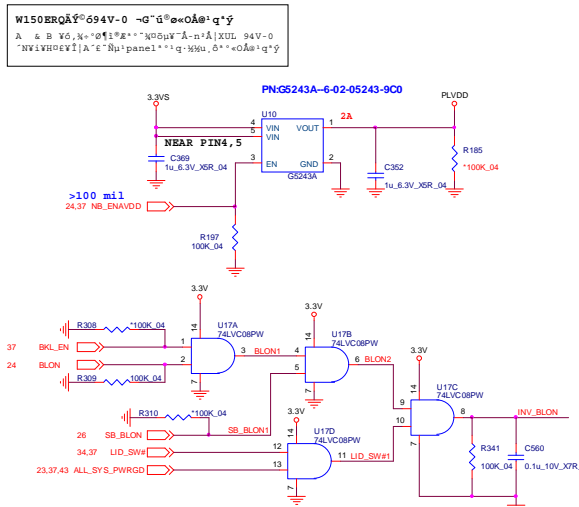 W150ERQÄÝ©ó94V-0
A & B
XUL 94V-0
panel
PN:G5243A--6-02-05243-9C0
3.3VS
U10
PLVDD
2A
4 VIN VOUT 1
5 VIN
NEAR PIN4,5
R185
*100K_04
C369
1u_6.3V_X5R_04
3 EN GND 2
G5243A
C352
1u_6.3V_X5R_04
>100 mil
24,37 NB_ENAVDD
R197
100K_04
3.3V
R308 *100K_04
14
U17A
74LVC08PW
3.3V
37 BKL_EN 1
24 BLON 2
3 BLON1
7
R309 100K_04
14
U17B
74LVC08PW
4
5
6 BLON2
7
3.3V
14
U17C
74LVC08PW
9
10
8 INV_BLON
7
R310 *100K_04
26 SB_BLON
SB_BLON1
3.3V
14
U17D
74LVC08PW
34,37 LID_SW# 12
23,37,43 ALL_SYS_PWRGD 13
11 LID_SW#1
7
R341
100K_04
C560
0.1u_10V_X7R